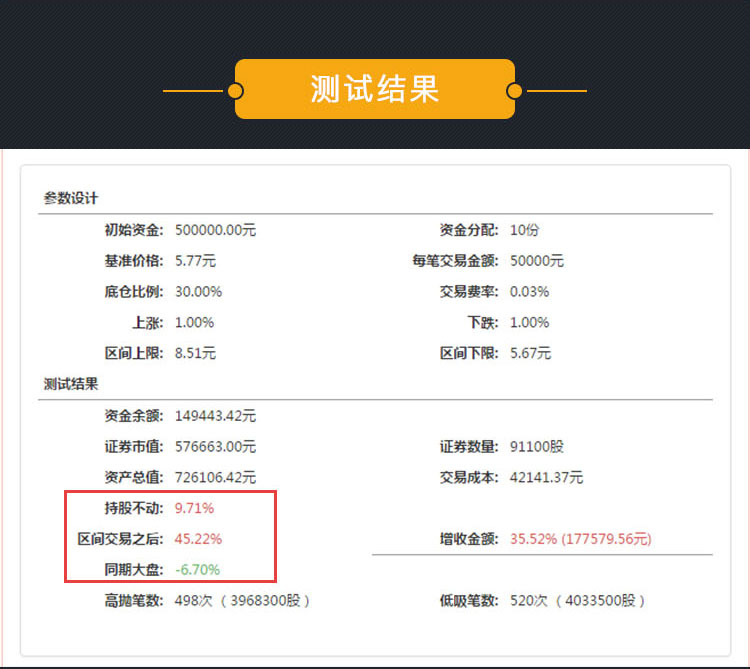 测试结果
参数设计
初始资金: 500000.00元 资金分配: 10份
基准价格: 5.77元 每笔交易金额: 50000元
底仓比例: 30.00% 交易费率: 0.03%
上涨: 1.00% 下跌: 1.00%
区间上限: 8.51元 区间下限: 5.67元
测试结果
资金余额: 149443.42元
证券市值: 576663.00元 证券数量: 91100股
资产总值: 726106.42元 交易成本: 42141.37元
持股不动: 9.71%
区间交易之后: 45.22% 增收金额: 35.52% (177579.56元)
同期大盘: -6.70%
高抛笔数: 498次 ( 3968300股 ) 低吸笔数: 520次 ( 4033500股 )